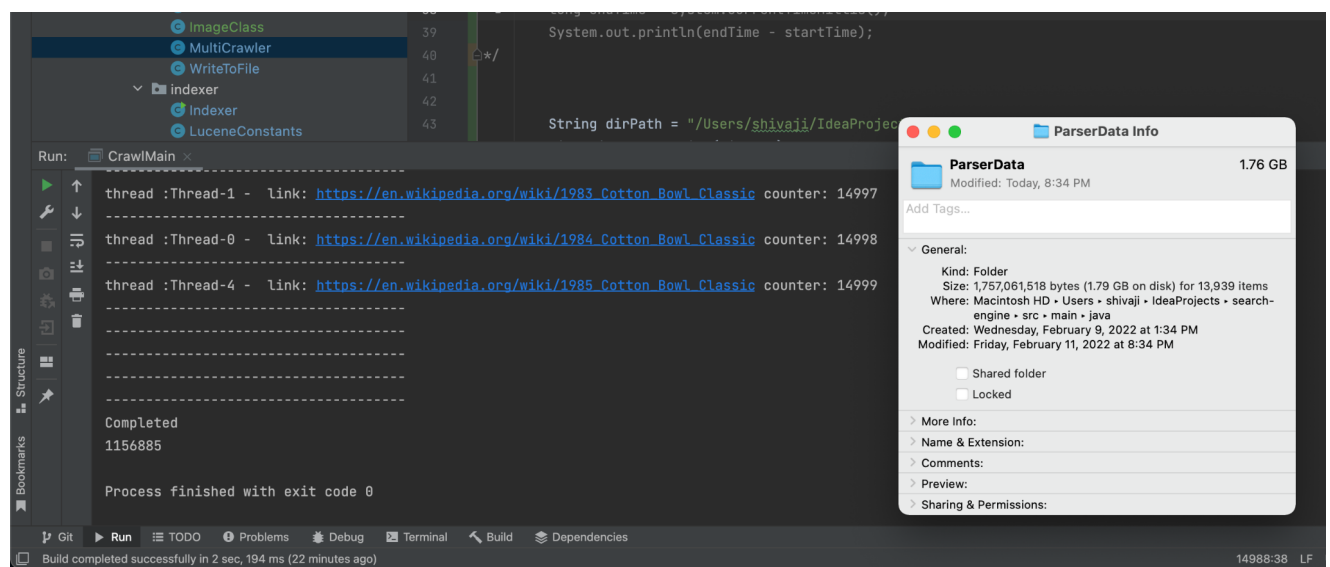 ImageClass
MultiCrawler
WriteToFile
indexer
Indexer
LuceneConstants
39 System.out.println(endTime - startTime);
40 */
41
42
43 String dirPath = "/Users/shivaji/IdeaProjec
Run: CrawlMain ×
thread :Thread-1 - link: https://en.wikipedia.org/wiki/1983_Cotton_Bowl_Classic counter: 14997
------------------------------------
thread :Thread-0 - link: https://en.wikipedia.org/wiki/1984_Cotton_Bowl_Classic counter: 14998
------------------------------------
thread :Thread-4 - link: https://en.wikipedia.org/wiki/1985_Cotton_Bowl_Classic counter: 14999
------------------------------------
------------------------------------
------------------------------------
------------------------------------
------------------------------------
Completed
1156885
Process finished with exit code 0
Structure
Bookmarks
Git Run TODO Problems Debug Terminal Build Dependencies
Build completed successfully in 2 sec, 194 ms (22 minutes ago)
14988:38 LF
ParserData Info
ParserData 1.76 GB
Modified: Today, 8:34 PM
Add Tags...
General:
Kind: Folder
Size: 1,757,061,518 bytes (1.79 GB on disk) for 13,939 items
Where: Macintosh HD ▸ Users ▸ shivaji ▸ IdeaProjects ▸ search-
engine ▸ src ▸ main ▸ java
Created: Wednesday, February 9, 2022 at 1:34 PM
Modified: Friday, February 11, 2022 at 8:34 PM
Shared folder
Locked
More Info:
Name & Extension:
Comments:
Preview:
Sharing & Permissions: